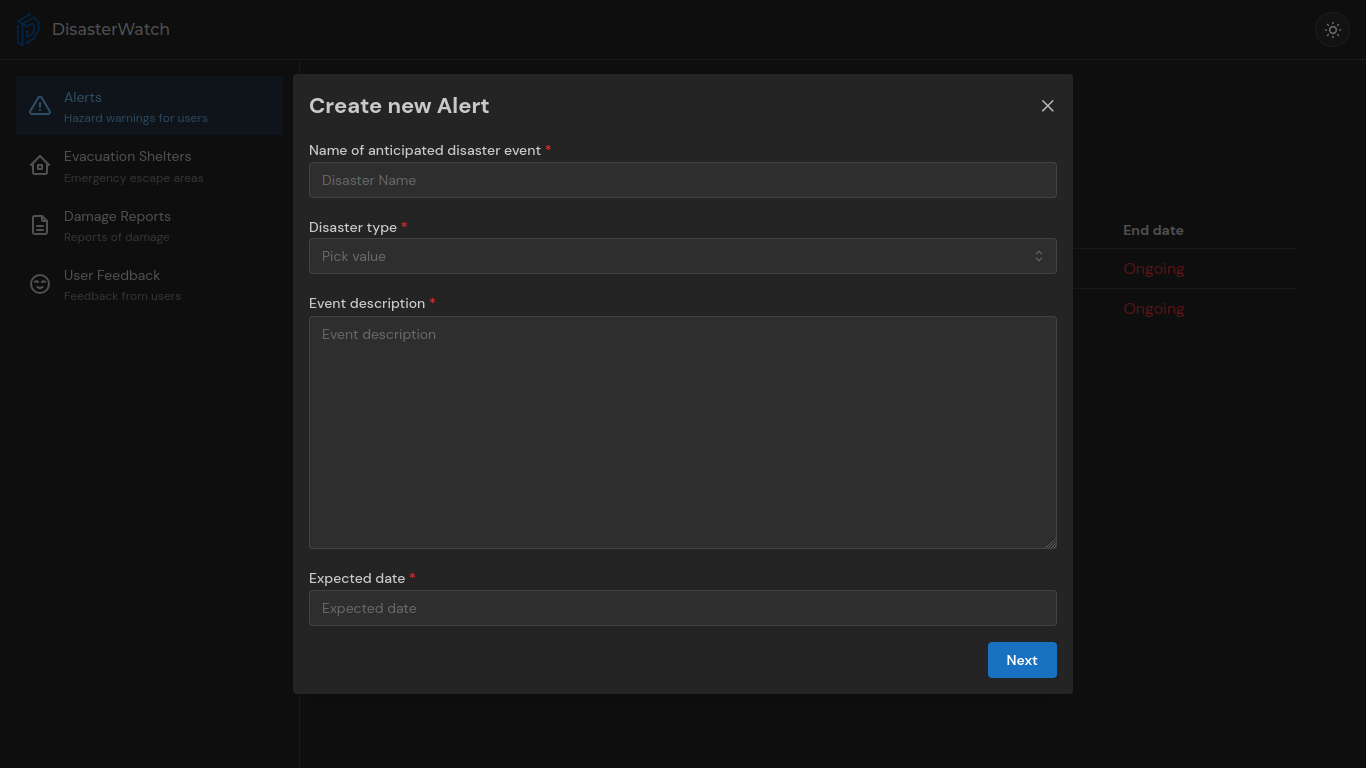 DisasterWatch
Alerts
Hazard warnings for users
Evacuation Shelters
Emergency escape areas
Damage Reports
Reports of damage
User Feedback
Feedback from users
Create new Alert
Name of anticipated disaster event *
Disaster Name
Disaster type *
Pick value
Event description *
Event description
Expected date *
Expected date
Next
End date
Ongoing
Ongoing